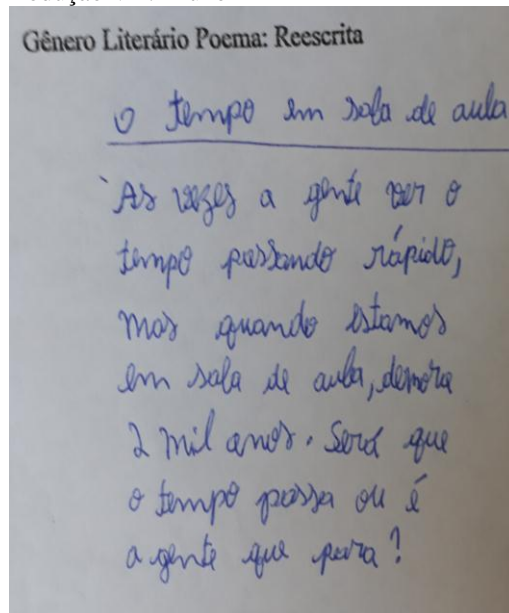 Gênero Literário Poema: Reescrita
O tempo em sala de aula
`As vezes a gente ver o
tempo passando rápido,
mas quando estamos
em sala de aula, demora
2 mil anos. Será que
o tempo passa ou é
a gente que para?